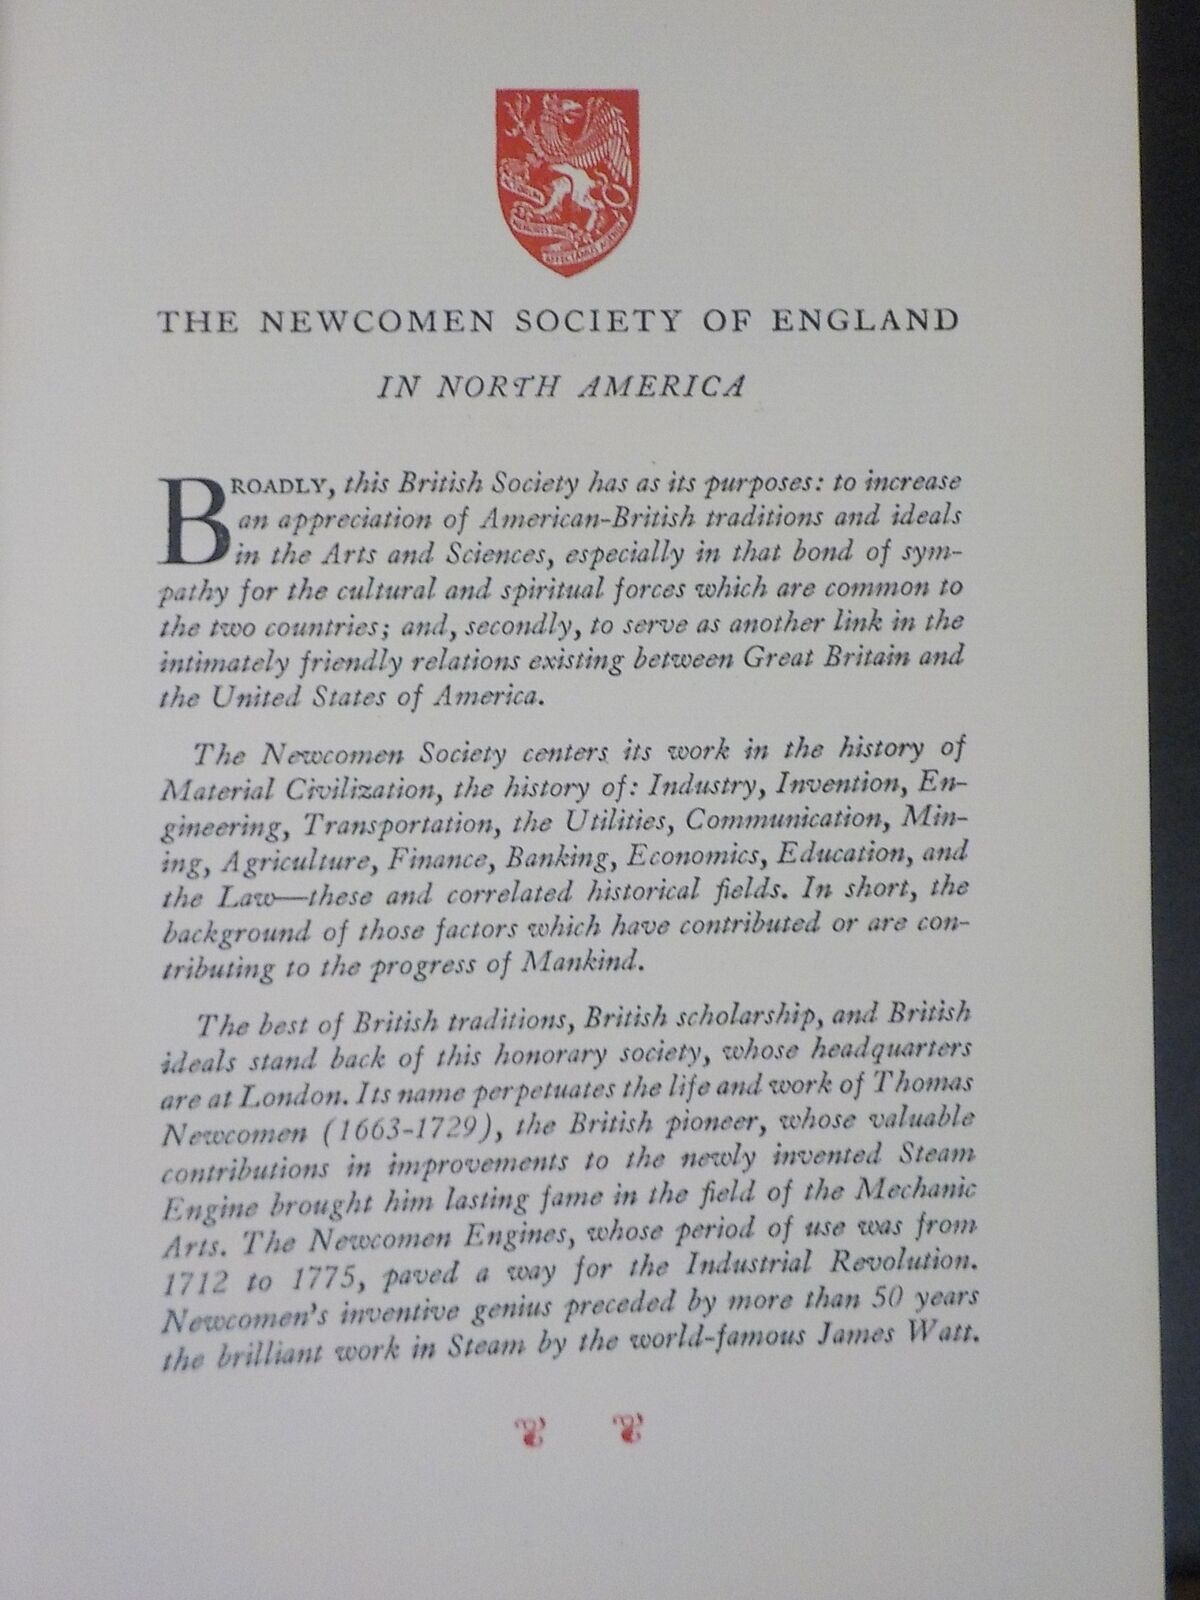 ACTORUM
MEMORES SIMUL
AFFECTAMUS AGENDA
THE NEWCOMEN SOCIETY OF ENGLAND
IN NORTH AMERICA
BROADLY, this British Society has as its purposes: to increase
an appreciation of American-British traditions and ideals
in the Arts and Sciences, especially in that bond of sym-
pathy for the cultural and spiritual forces which are common to
the two countries; and, secondly, to serve as another link in the
intimately friendly relations existing between Great Britain and
the United States of America.
The Newcomen Society centers its work in the history of
Material Civilization, the history of: Industry, Invention, En-
gineering, Transportation, the Utilities, Communication, Min-
ing, Agriculture, Finance, Banking, Economics, Education, and
the Law—these and correlated historical fields. In short, the
background of those factors which have contributed or are con-
tributing to the progress of Mankind.
The best of British traditions, British scholarship, and British
ideals stand back of this honorary society, whose headquarters
are at London. Its name perpetuates the life and work of Thomas
Newcomen (1663-1729), the British pioneer, whose valuable
contributions in improvements to the newly invented Steam
Engine brought him lasting fame in the field of the Mechanic
Arts. The Newcomen Engines, whose period of use was from
1712 to 1775, paved a way for the Industrial Revolution.
Newcomen's inventive genius preceded by more than 50 years
the brilliant work in Steam by the world-famous James Watt.